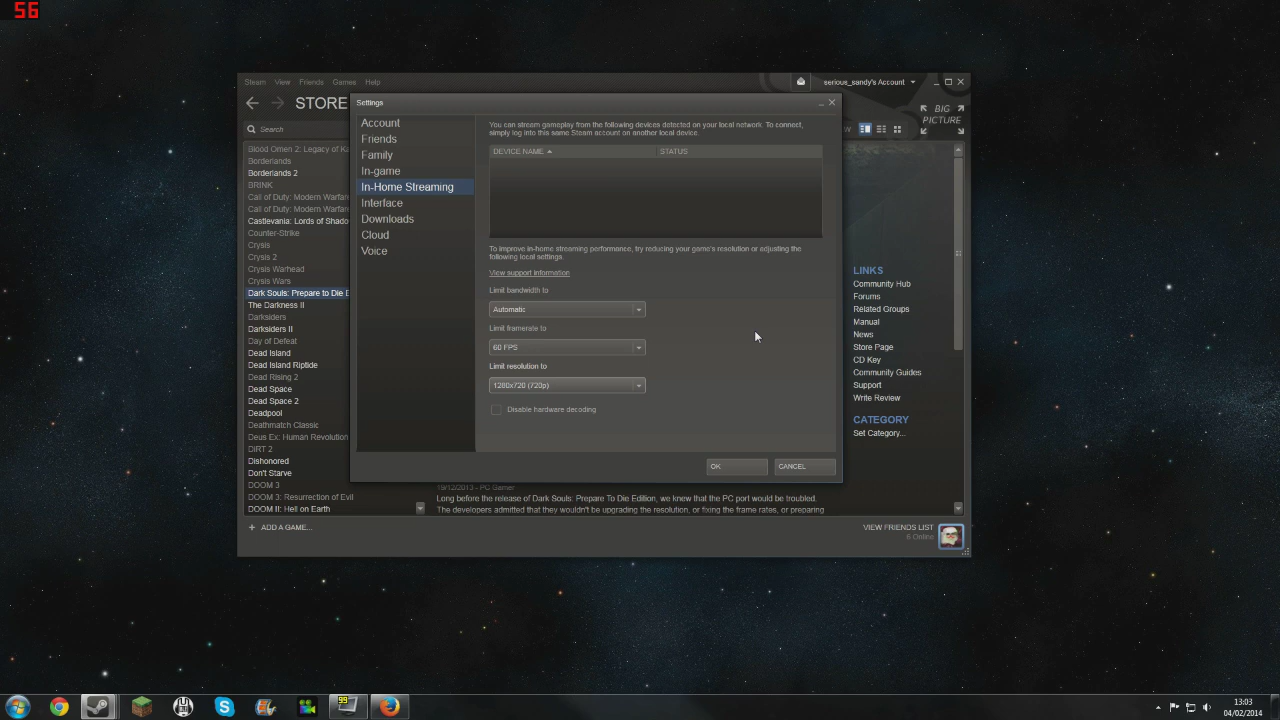 56
Steam View Friends Games Help
serious_sandy's Account
STORE
BIG
PICTURE
Search
W
Blood Omen 2: Legacy of Ka
Borderlands
Borderlands 2
BRINK
Call of Duty: Modern Warfar
Call of Duty: Modern Warfar
Castlevania: Lords of Shado
Counter-Strike
Crysis
Crysis 2
Crysis Warhead
Crysis Wars
Dark Souls: Prepare to Die E
The Darkness II
Darksiders
Darksiders II
Day of Defeat
Dead Island
Dead Island Riptide
Dead Rising 2
Dead Space
Dead Space 2
Deadpool
Deathmatch Classic
Deus Ex: Human Revolution
DiRT 2
Dishonored
Don't Starve
DOOM 3
DOOM 3: Resurrection of Evil
DOOM II: Hell on Earth
Settings
Account
Friends
Family
In-game
In-Home Streaming
Interface
Downloads
Cloud
Voice
You can stream gameplay from the following devices detected on your local network. To connect,
simply log into this same Steam account on another local device.
DEVICE NAME STATUS
To improve in-home streaming performance, try reducing your game's resolution or adjusting the
following local settings.
View support information
Limit bandwidth to
Automatic
Limit framerate to
60 FPS
Limit resolution to
1280x720 (720p)
Disable hardware decoding
OK CANCEL
LINKS
Community Hub
Forums
Related Groups
Manual
News
Store Page
CD Key
Community Guides
Support
Write Review
CATEGORY
Set Category...
19/12/2013 - PC Gamer
Long before the release of Dark Souls: Prepare To Die Edition, we knew that the PC port would be troubled.
The developers admitted that they wouldn't be upgrading the resolution, or fixing the frame rates, or preparing
+ ADD A GAME...
VIEW FRIENDS LIST
6 Online
99
13:03
04/02/2014